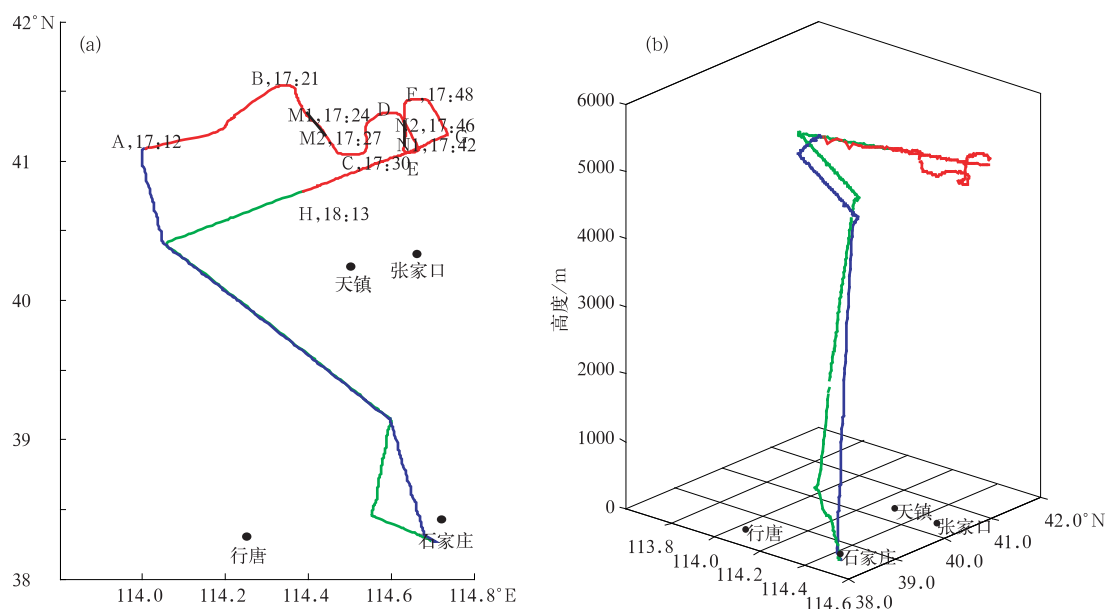 42°N
(a)
B,17:21
F,17:48
M1,17:24
D
A,17:12
N2,17:46
M2,17:27
G
N1,17:42
41
C,17:30
E
H,18:13
张家口
天镇
40
39
石家庄
行唐
38
114.0
114.2
114.4
114.6
114.8°E
(b)
6000
5000
4000
高度/m
3000
2000
1000
0
天镇
42.0°N
张家口
行唐
41.0
113.8
石家庄
40.0
114.0
39.0
114.2
114.4
38.0
114.6